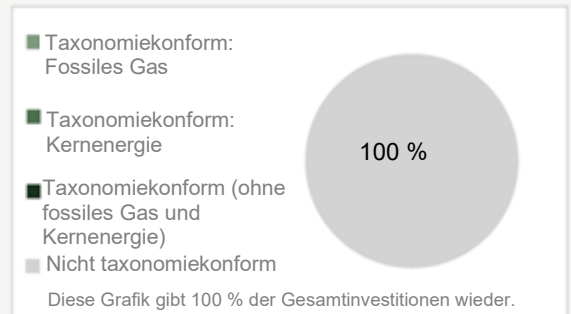 Taxonomiekonform:
Fossiles Gas
Taxonomiekonform:
Kernenergie
Taxonomiekonform (ohne
fossiles Gas und
Kernenergie)
Nicht taxonomiekonform
100 %
Diese Grafik gibt 100 % der Gesamtinvestitionen wieder.